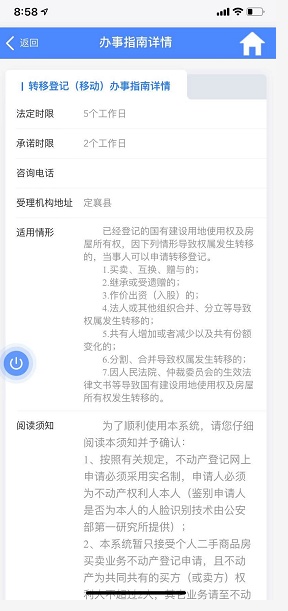 8:58
返回
办事指南详情
转移登记（移动）办事指南详情
法定时限 5个工作日
承诺时限 2个工作日
咨询电话
受理机构地址 定襄县
适用情形 已经登记的国有建设用地使用权及房
屋所有权，因下列情形导致权属发生转移
的，当事人可以申请转移登记。
1.买卖、互换、赠与的；
2.继承或受遗赠的；
3.作价出资（入股）的；
4.法人或其他组织合并、分立等导致
权属发生转移的；
5.共有人增加或者减少以及共有份额
变化的；
6.分割、合并导致权属发生转移的；
7.因人民法院、仲裁委员会的生效法
律文书等导致国有建设用地使用权及房屋
所有权发生转移的。
阅读须知 为了顺利使用本系统，请您仔细
阅读本须知并予确认：
1、按照有关规定，不动产登记网上
申请必须采用实名制，申请人必须
为不动产权利人本人（鉴别申请人
是否为本人的人脸识别技术由公安
部第一研究所提供）；
2、本系统暂只接受个人二手商品房
买卖业务不动产登记申请，且不动
产为共同共有的买方（或卖方）权
利人不超过2人，其它业务请至不动